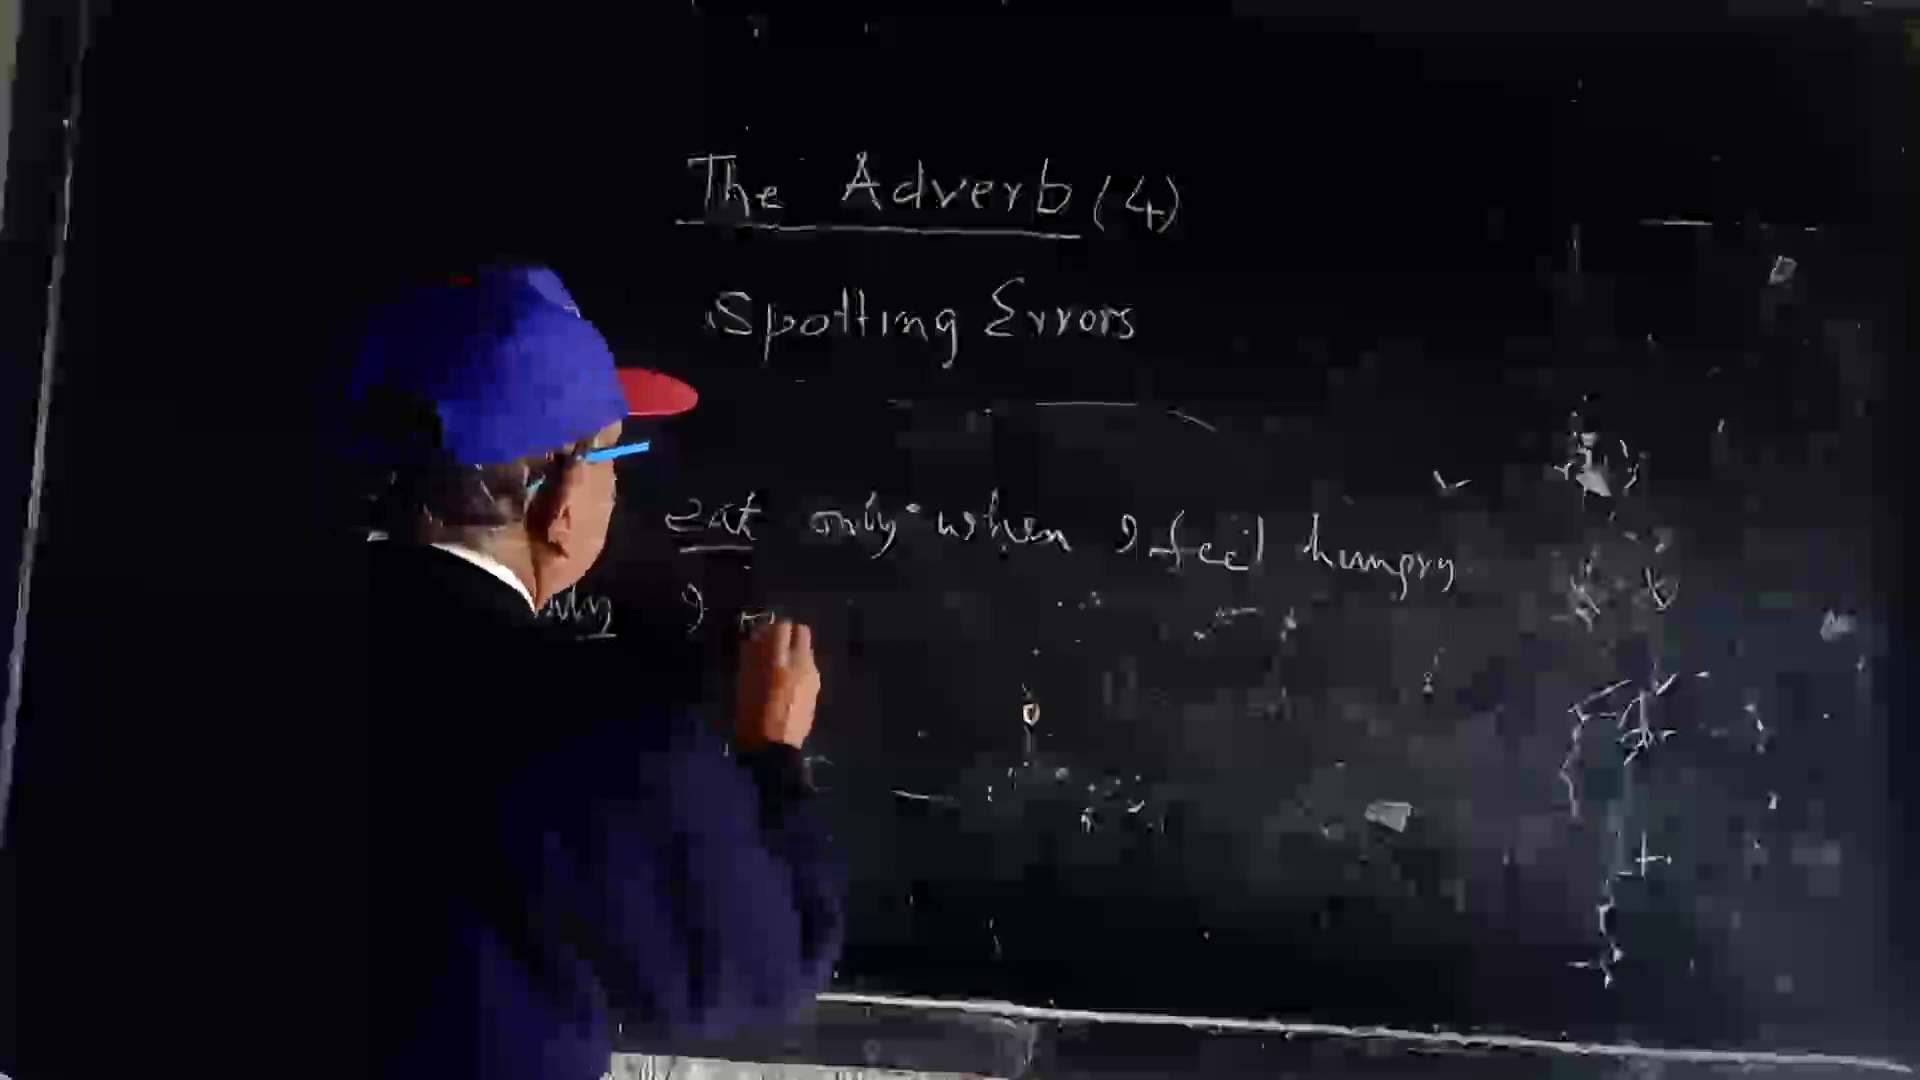 The Adverb (4)
Spotting Errors
eat only when I feel hungry.
I